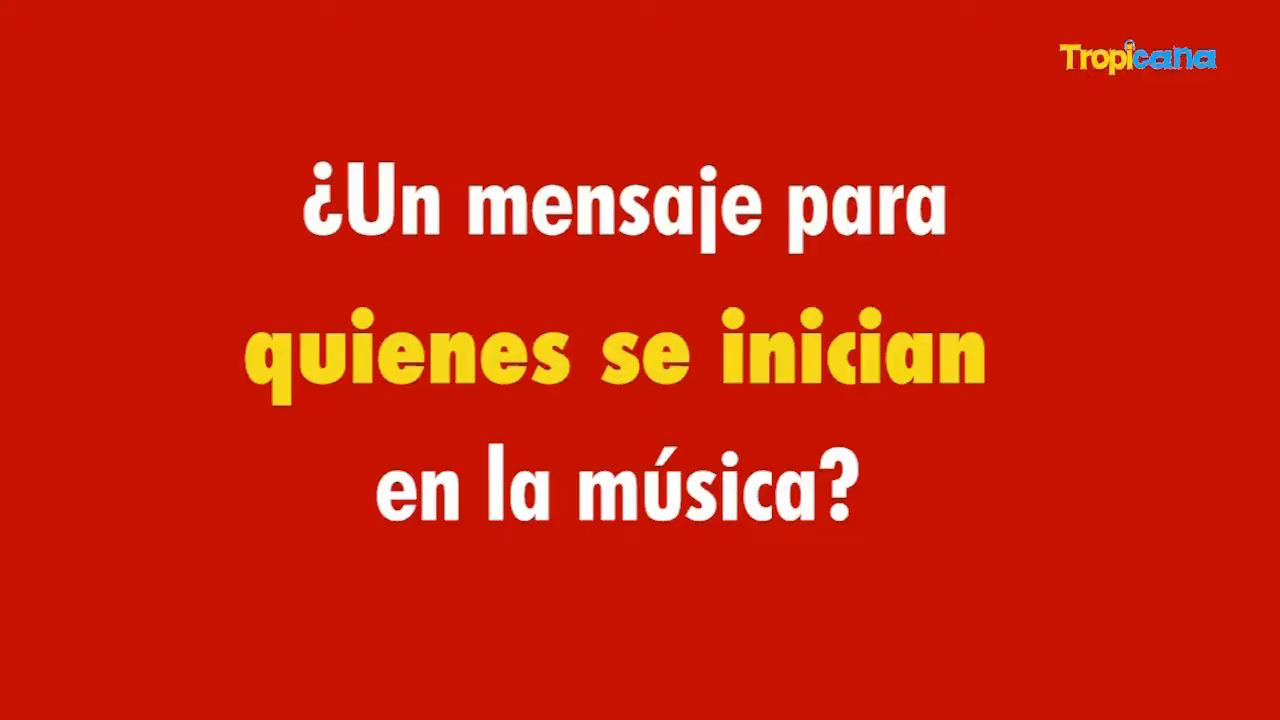 Tropicana
¿Un mensaje para
quienes se inician
en la música?